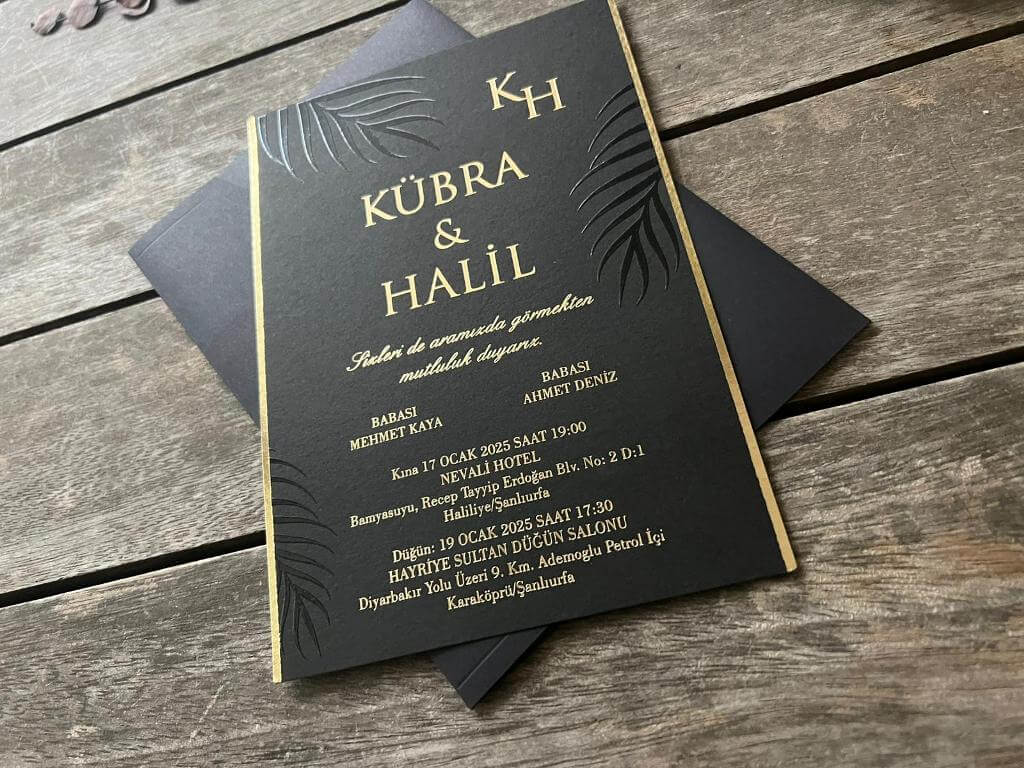 KH
KÜBRA
&
HALİL
Sizleri de aramızda görmekten
mutluluk duyarız.
BABASI
MEHMET KAYA
BABASI
AHMET DENİZ
Kına 17 OCAK 2025 SAAT 19:00
NEVALİ HOTEL
Bamyasuyu, Recep Tayyip Erdoğan Blv. No: 2 D:1
Haliliye/Şanlıurfa
Düğün: 19 OCAK 2025 SAAT 17:30
HAYRİYE SULTAN DÜĞÜN SALONU
Diyarbakır Yolu Üzeri 9. Km. Ademoglu Petrol İçi
Karaköprü/Şanlıurfa